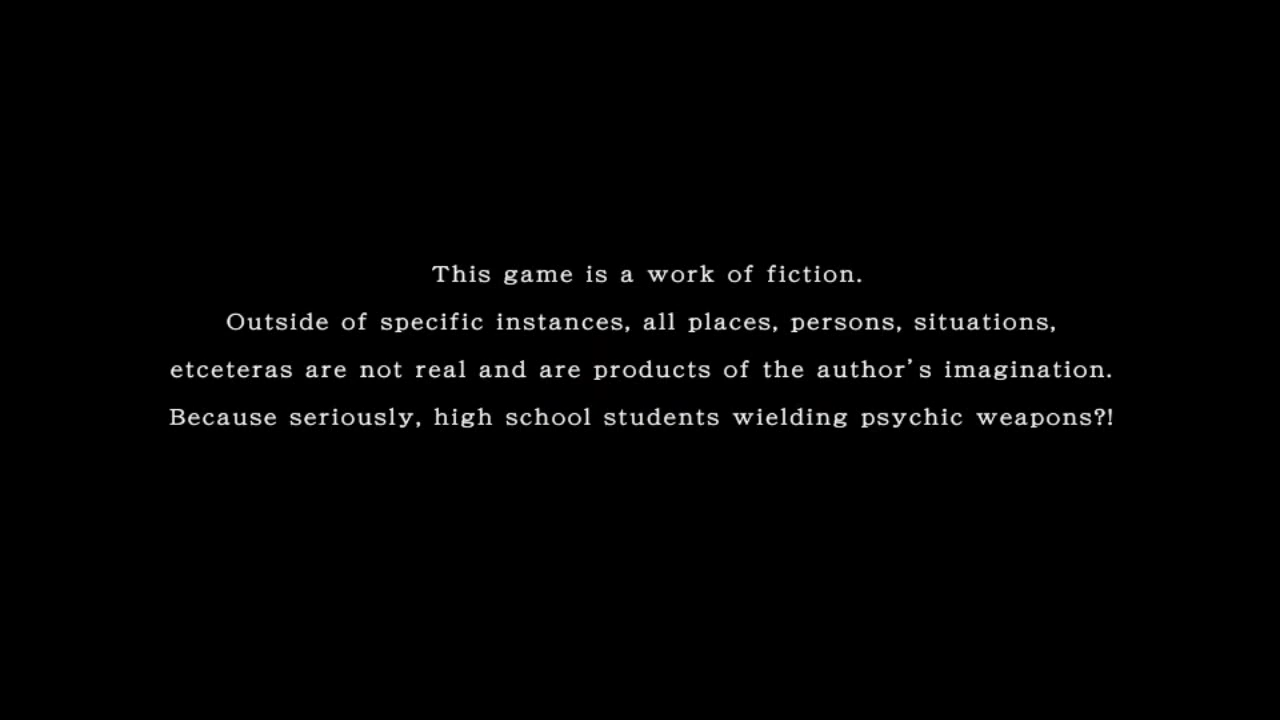 This game is a work of fiction.
Outside of specific instances, all places, persons, situations,
etceteras are not real and are products of the author's imagination.
Because seriously, high school students wielding psychic weapons?!